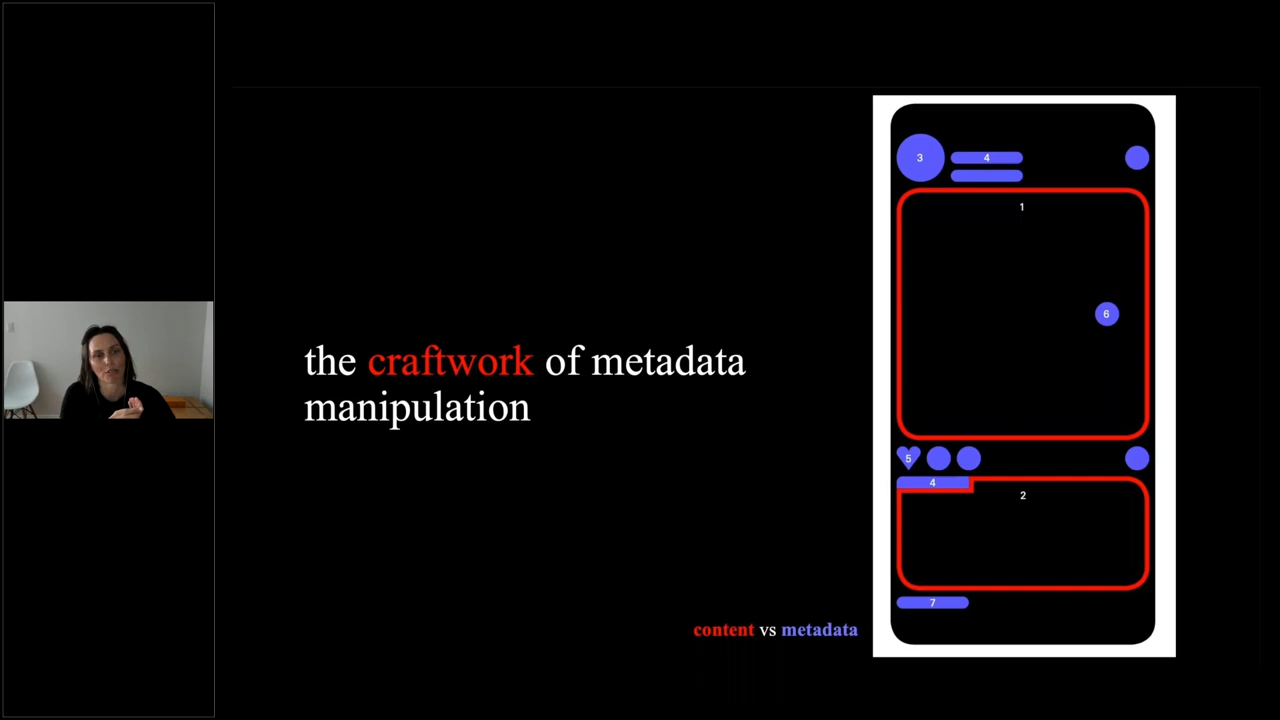 the craftwork of metadata
manipulation
content vs metadata
3
4
1
6
5
4
2
7